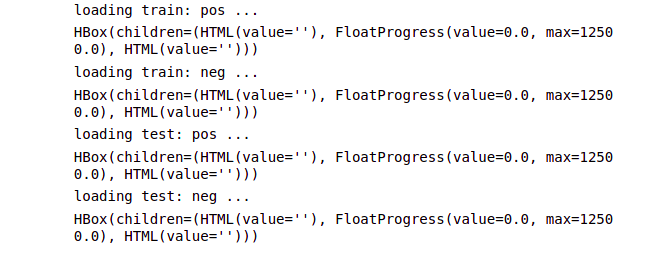 loading train: pos ...
HBox(children=(HTML(value=''), FloatProgress(value=0.0, max=1250
0.0), HTML(value='')))
loading train: neg ...
HBox(children=(HTML(value=''), FloatProgress(value=0.0, max=1250
0.0), HTML(value='')))
loading test: pos ...
HBox(children=(HTML(value=''), FloatProgress(value=0.0, max=1250
0.0), HTML(value='')))
loading test: neg ...
HBox(children=(HTML(value=''), FloatProgress(value=0.0, max=1250
0.0), HTML(value='')))